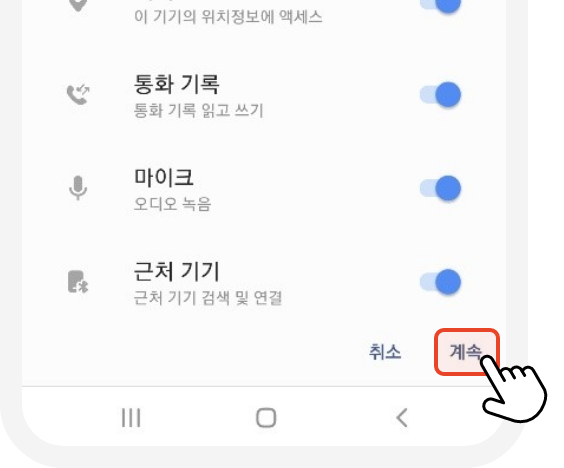 이 기기의 위치정보에 액세스
통화 기록
통화 기록 읽고 쓰기
마이크
오디오 녹음
근처 기기
근처 기기 검색 및 연결
취소 계속